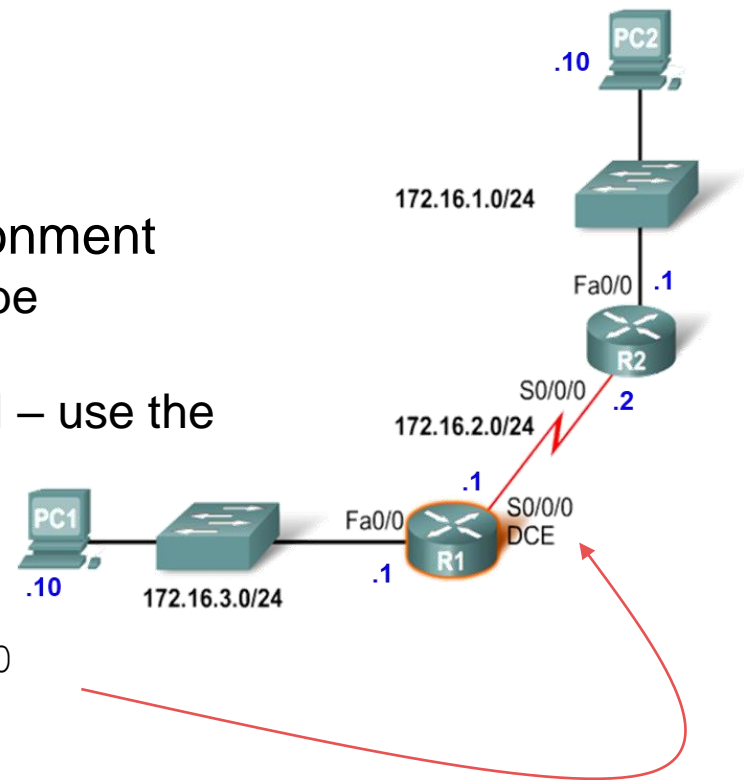 PC2
.10
172.16.1.0/24
onment
Fa0/0 .1
pe
R2
S0/0/0
.2
– use the
172.16.2.0/24
.1
S0/0/0
PC1
Fa0/0
DCE
R1
.1
.10
172.16.3.0/24
0